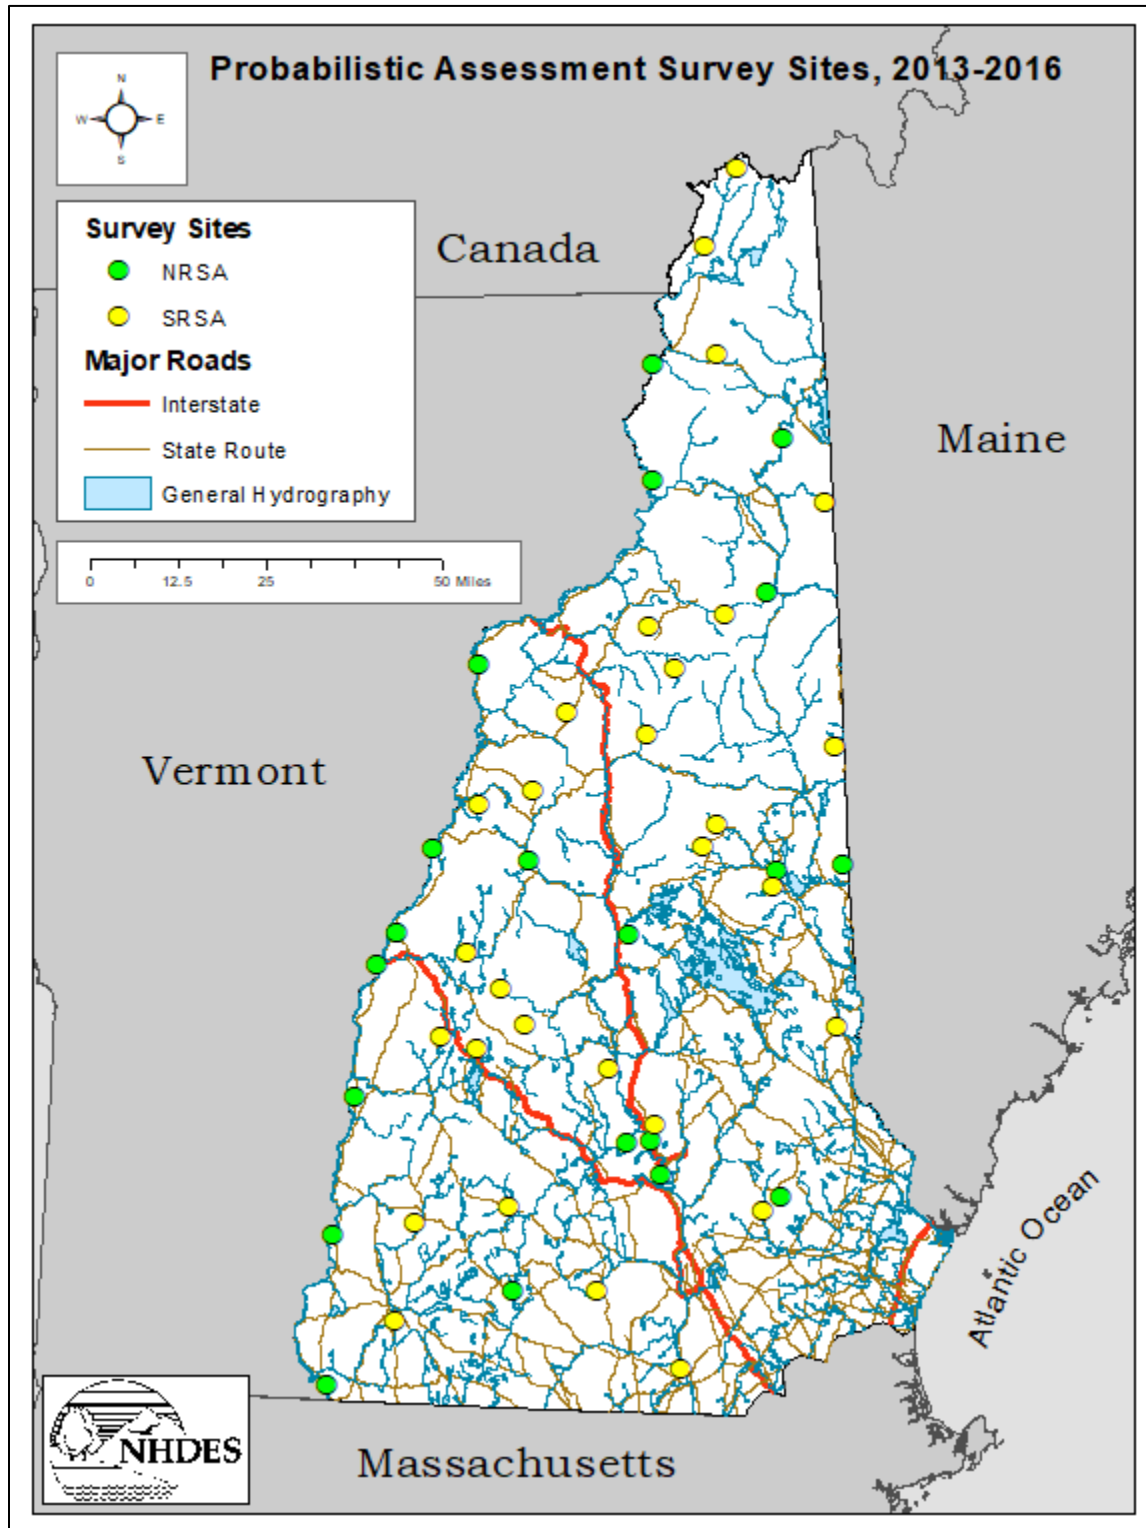 Probabilistic Assessment Survey Sites, 2013-2016
N
W E
S
Survey Sites
NRSA
SRSA
Major Roads
Interstate
State Route
General Hydrography
0 12.5 25 50 Miles
Canada
Maine
Vermont
Atlantic Ocean
NHDES
Massachusetts